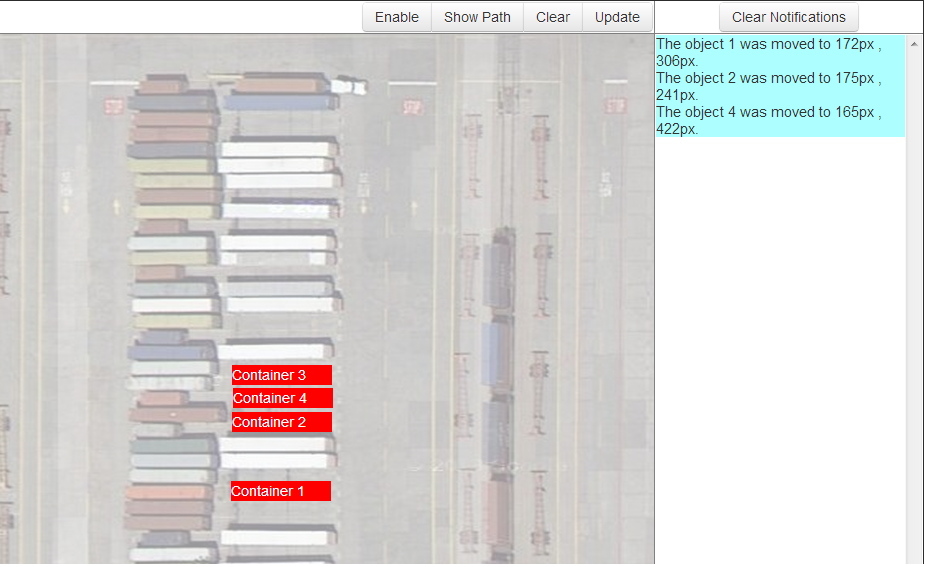 Enable Show Path Clear Update Clear Notifications
The object 1 was moved to 172px ,
306px.
The object 2 was moved to 175px ,
241px.
The object 4 was moved to 165px ,
422px.
Container 3
Container 4
Container 2
Container 1